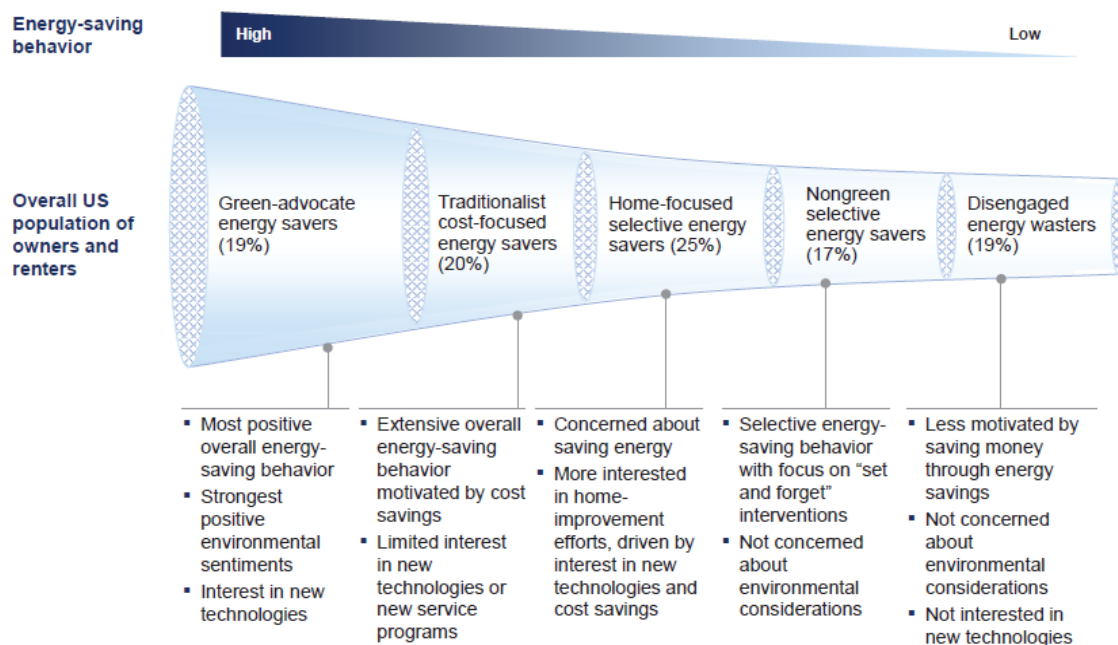 Energy-saving
behavior
High
Low
Overall US
population of
owners and
renters
Green-advocate
energy savers
(19%)
Traditionalist
cost-focused
energy savers
(20%)
Home-focused
selective energy
savers (25%)
Nongreen
selective
energy savers
(17%)
Disengaged
energy wasters
(19%)
▪ Most positive
overall energy-
saving behavior
▪ Strongest
positive
environmental
sentiments
▪ Interest in new
technologies
▪ Extensive overall
energy-saving
behavior
motivated by cost
savings
▪ Limited interest
in new
technologies or
new service
programs
▪ Concerned about
saving energy
▪ More interested
in home-
improvement
efforts, driven by
interest in new
technologies and
cost savings
▪ Selective energy-
saving behavior
with focus on “set
and forget”
interventions
▪ Not concerned
about
environmental
considerations
▪ Less motivated by
saving money
through energy
savings
▪ Not concerned
about
environmental
considerations
▪ Not interested in
new technologies